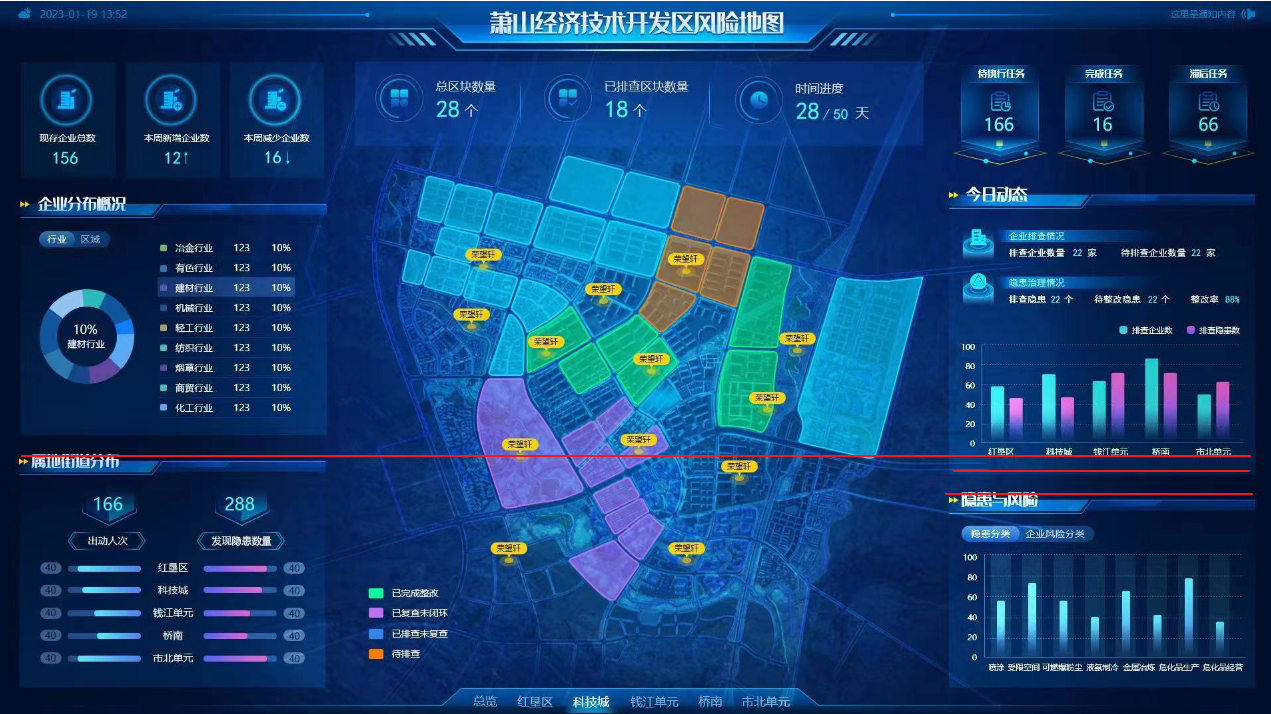 2023-01-19 13:52
萧山经济技术开发区风险地图
这里是通知内容
现存企业总数
156
本周新增企业数
12↑
本周减少企业数
16↓
总区块数量
28 个
已排查区块数量
18 个
时间进度
28 / 50 天
待执行任务
166
完成任务
16
滞后任务
66
企业分布概况
行业 区域
10%
建材行业
冶金行业 123 10%
有色行业 123 10%
建材行业 123 10%
机械行业 123 10%
轻工行业 123 10%
纺织行业 123 10%
烟草行业 123 10%
商贸行业 123 10%
化工行业 123 10%
属地街道分布
166
出动人次
288
发现隐患数量
40 红垦区 40
40 科技城 40
40 钱江单元 40
40 桥南 40
40 市北单元 40
荣望轩
荣望轩
荣望轩
荣望轩
荣望轩
荣望轩
荣望轩
荣望轩
荣望轩
荣望轩
荣望轩
荣望轩
荣望轩
已完成整改
已复查未闭环
已排查未复查
待排查
总览 红垦区 科技城 钱江单元 桥南 市北单元
今日动态
企业排查情况
排查企业数量 22 家 待排查企业数量 22 家
隐患治理情况
排查隐患 22 个 待整改隐患 22 个 整改率 88%
排查企业数 排查隐患数
100
80
60
40
20
0
红垦区 科技城 钱江单元 桥南 市北单元
隐患与风险
隐患分类 企业风险分类
100
80
60
40
20
0
喷涂 受限空间 可燃爆粉尘 液氨制冷 金属冶炼 危化品生产 危化品经营